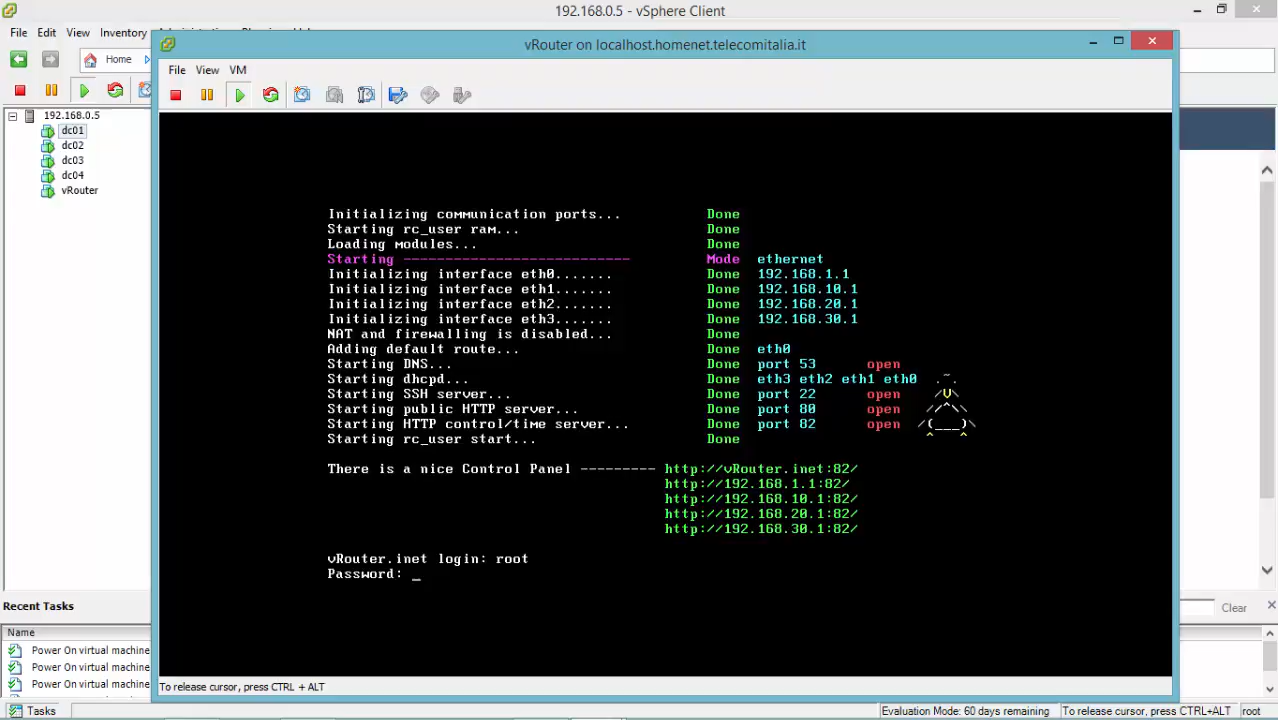 192.168.0.5 - vSphere Client
File Edit View Inventory
vRouter on localhost.homenet.telecomitalia.it
Home
File View VM
192.168.0.5
dc01
dc02
dc03
dc04
vRouter
Initializing communication ports... Done
Starting rc_user ram... Done
Loading modules... Done
Starting --------------------------- Mode ethernet
Initializing interface eth0....... Done 192.168.1.1
Initializing interface eth1....... Done 192.168.10.1
Initializing interface eth2....... Done 192.168.20.1
Initializing interface eth3....... Done 192.168.30.1
NAT and firewalling is disabled... Done
Adding default route... Done eth0
Starting DNS... Done port 53 open
Starting dhcpd... Done eth3 eth2 eth1 eth0
Starting SSH server... Done port 22 open
Starting public HTTP server... Done port 80 open
Starting HTTP control/time server... Done port 82 open
Starting rc_user start... Done
There is a nice Control Panel --------- http://vRouter.inet:82/
http://192.168.1.1:82/
http://192.168.10.1:82/
http://192.168.20.1:82/
http://192.168.30.1:82/
vRouter.inet login: root
Password: _
Recent Tasks
Clear
Name
Power On virtual machine
Power On virtual machine
Power On virtual machine
To release cursor, press CTRL + ALT
Tasks
Evaluation Mode: 60 days remaining
To release cursor, press CTRL+ALT
root